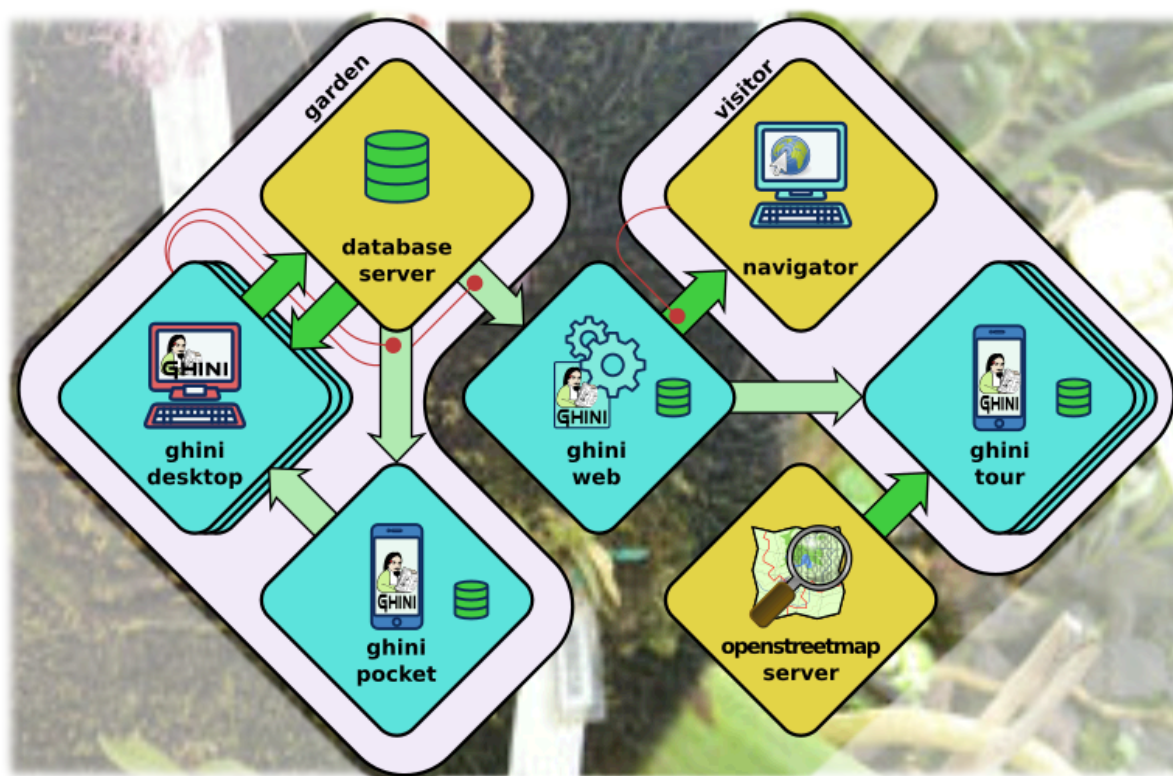 garden
visitor
database
server
navigator
GHINI
ghini
desktop
GHINI
ghini
web
GHINI
ghini
tour
GHINI
ghini
pocket
openstreetmap
server